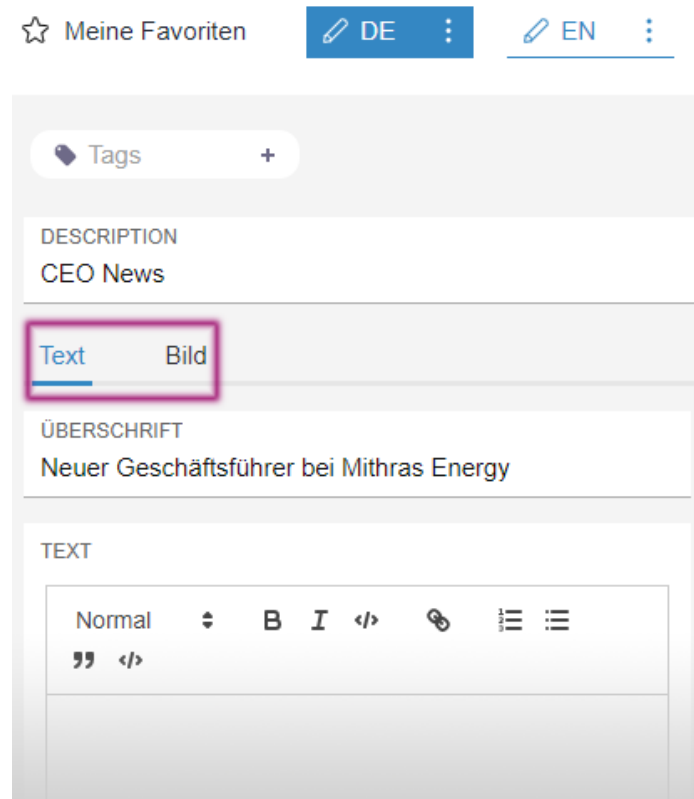 Meine Favoriten DE EN
Tags +
DESCRIPTION
CEO News
Text Bild
ÜBERSCHRIFT
Neuer Geschäftsführer bei Mithras Energy
TEXT
Normal B I </>
</>